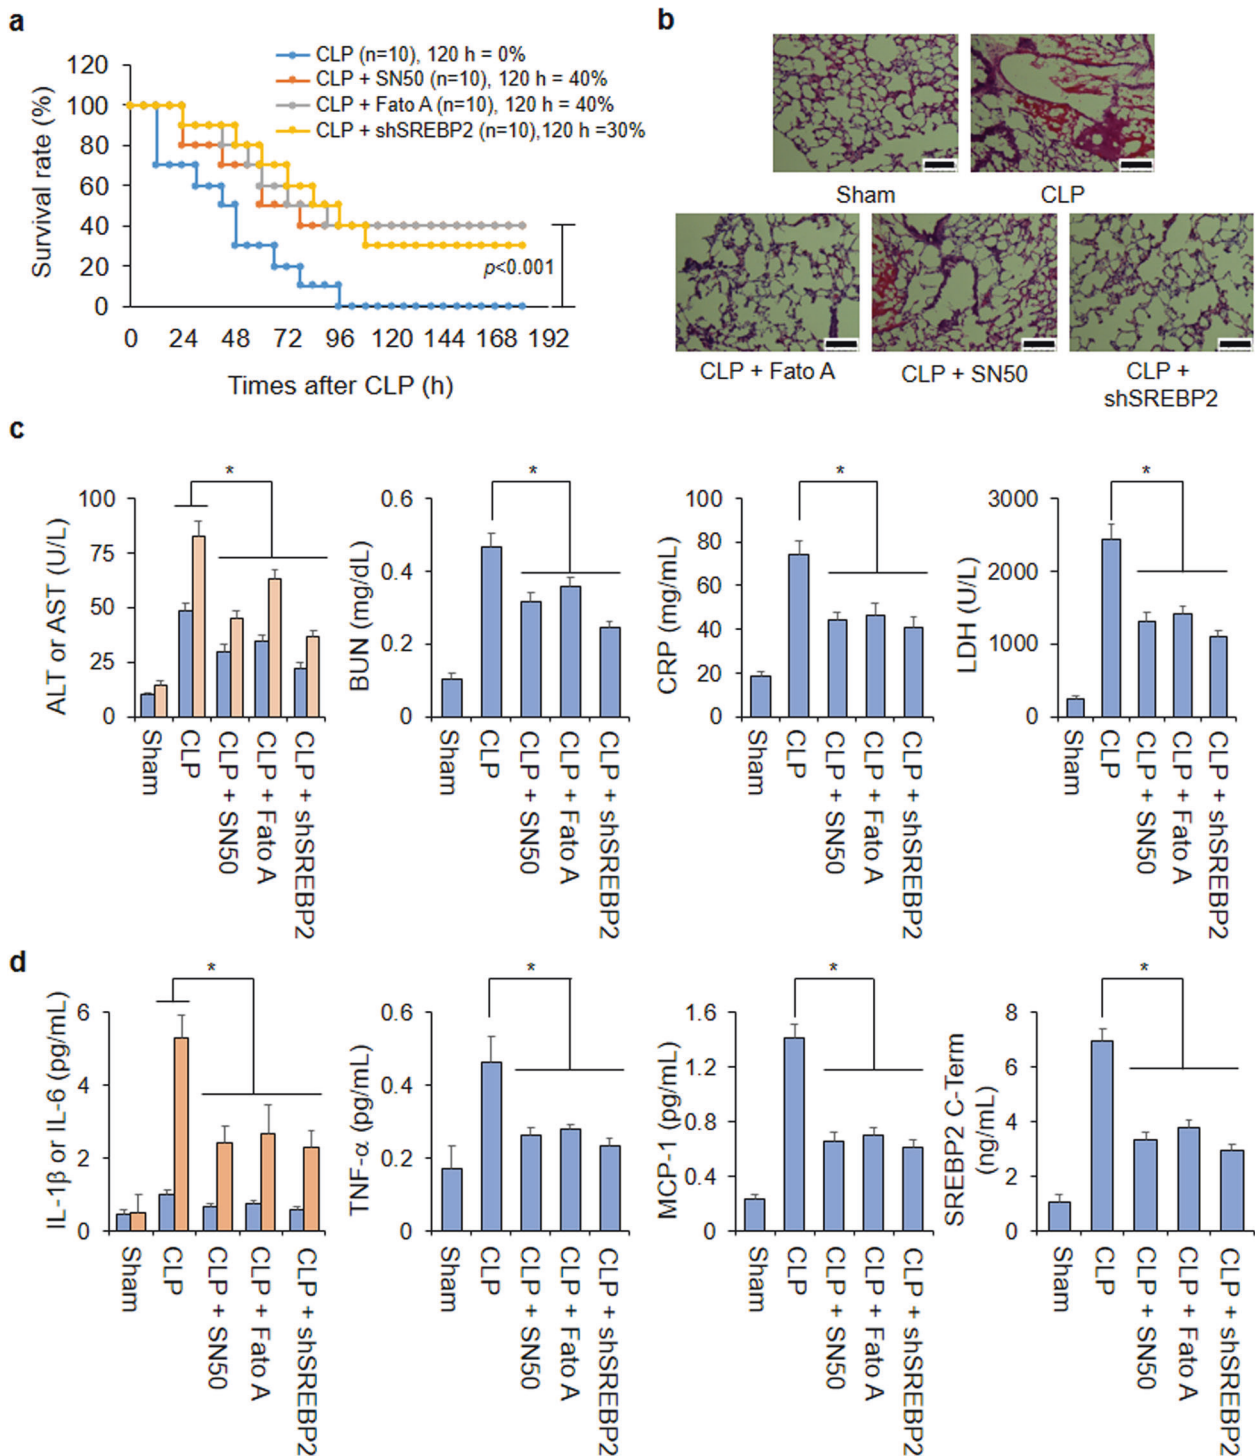 a
CLP (n=10), 120 h = 0%
CLP + SN50 (n=10), 120 h = 40%
CLP + Fato A (n=10), 120 h = 40%
CLP + shSREBP2 (n=10),120 h =30%
Survival rate (%)
120
100
80
60
40
20
0
p<0.001
0 24 48 72 96 120 144 168 192
Times after CLP (h)
b
Sham
CLP
CLP + Fato A
CLP + SN50
CLP +
shSREBP2
c
ALT or AST (U/L)
100
75
50
25
0
*
Sham
CLP
CLP + SN50
CLP + Fato A
CLP + shSREBP2
BUN (mg/dL)
0.6
0.4
0.2
0
*
Sham
CLP
CLP + SN50
CLP + Fato A
CLP + shSREBP2
CRP (mg/mL)
100
80
60
40
20
0
*
Sham
CLP
CLP + SN50
CLP + Fato A
CLP + shSREBP2
LDH (U/L)
3000
2000
1000
0
*
Sham
CLP
CLP + SN50
CLP + Fato A
CLP + shSREBP2
d
IL-1β or IL-6 (pg/mL)
6
4
2
0
*
Sham
CLP
CLP + SN50
CLP + Fato A
CLP + shSREBP2
TNF-α (pg/mL)
0.6
0.4
0.2
0
*
Sham
CLP
CLP + SN50
CLP + Fato A
CLP + shSREBP2
MCP-1 (pg/mL)
1.6
1.2
0.8
0.4
0
*
Sham
CLP
CLP + SN50
CLP + Fato A
CLP + shSREBP2
SREBP2 C-Term
(ng/mL)
8
6
4
2
0
*
Sham
CLP
CLP + SN50
CLP + Fato A
CLP + shSREBP2